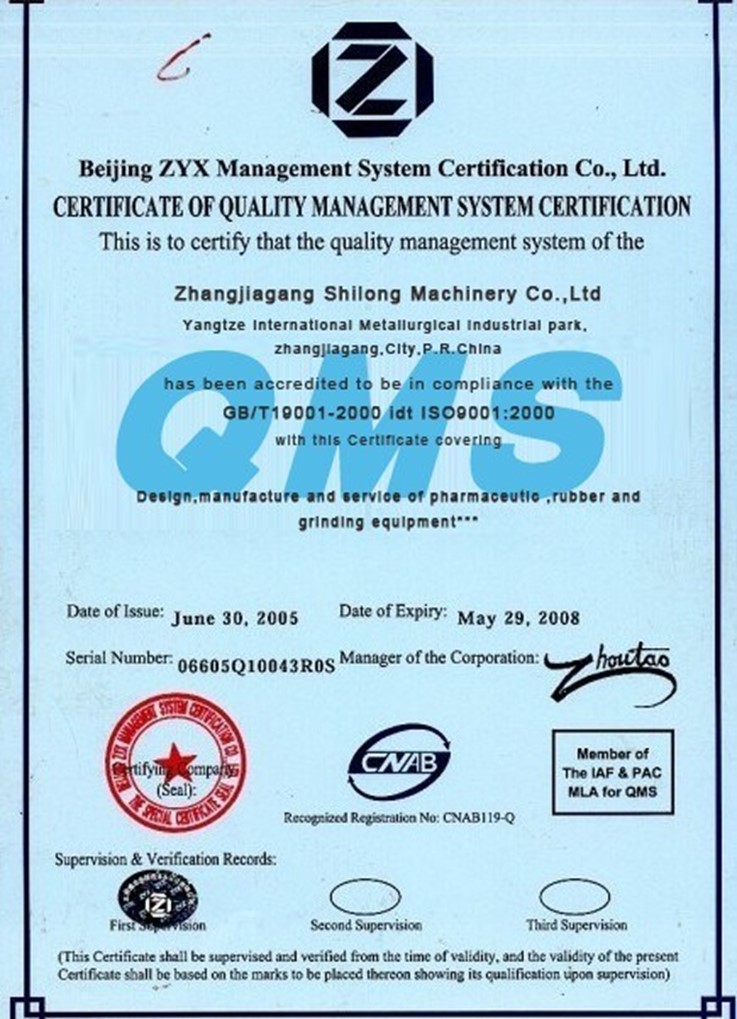 Z
Beijing ZYX Management System Certification Co., Ltd.
CERTIFICATE OF QUALITY MANAGEMENT SYSTEM CERTIFICATION
This is to certify that the quality management system of the
Zhangjiagang Shilong Machinery Co.,Ltd
Yangtze International Metallurgical Industrial park,
zhangjiagang,City,P.R.China
QMS
has been accredited to be in compliance with the
GB/T19001-2000 idt ISO9001:2000
with this Certificate covering
Design,manufacture and service of pharmaceutic ,rubber and
grinding equipment***
Date of Issue: June 30, 2005 Date of Expiry: May 29, 2008
Serial Number: 06605Q10043R0S Manager of the Corporation: Zhoutao
BEIJING ZYX MANAGEMENT SYSTEM CERTIFICATION CO. LTD
THE SPECIAL CERTIFICATE SEAL
Certifying Company
(Seal):
CNAB
Recognized Registration No: CNAB119-Q
Member of
The IAF & PAC
MLA for QMS
Supervision & Verification Records:
Z
First Supervision Second Supervision Third Supervision
(This Certificate shall be supervised and verified from the time of validity, and the validity of the present
Certificate shall be based on the marks to be placed thereon showing its qualification upon supervision)